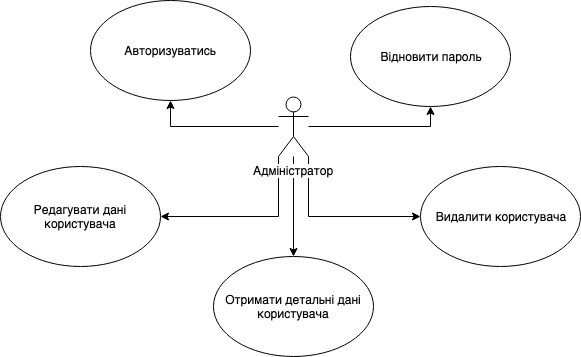 Авторизуватись
Відновити пароль
Адміністратор
Редагувати дані
користувача
Видалити користувача
Отримати детальні дані
користувача